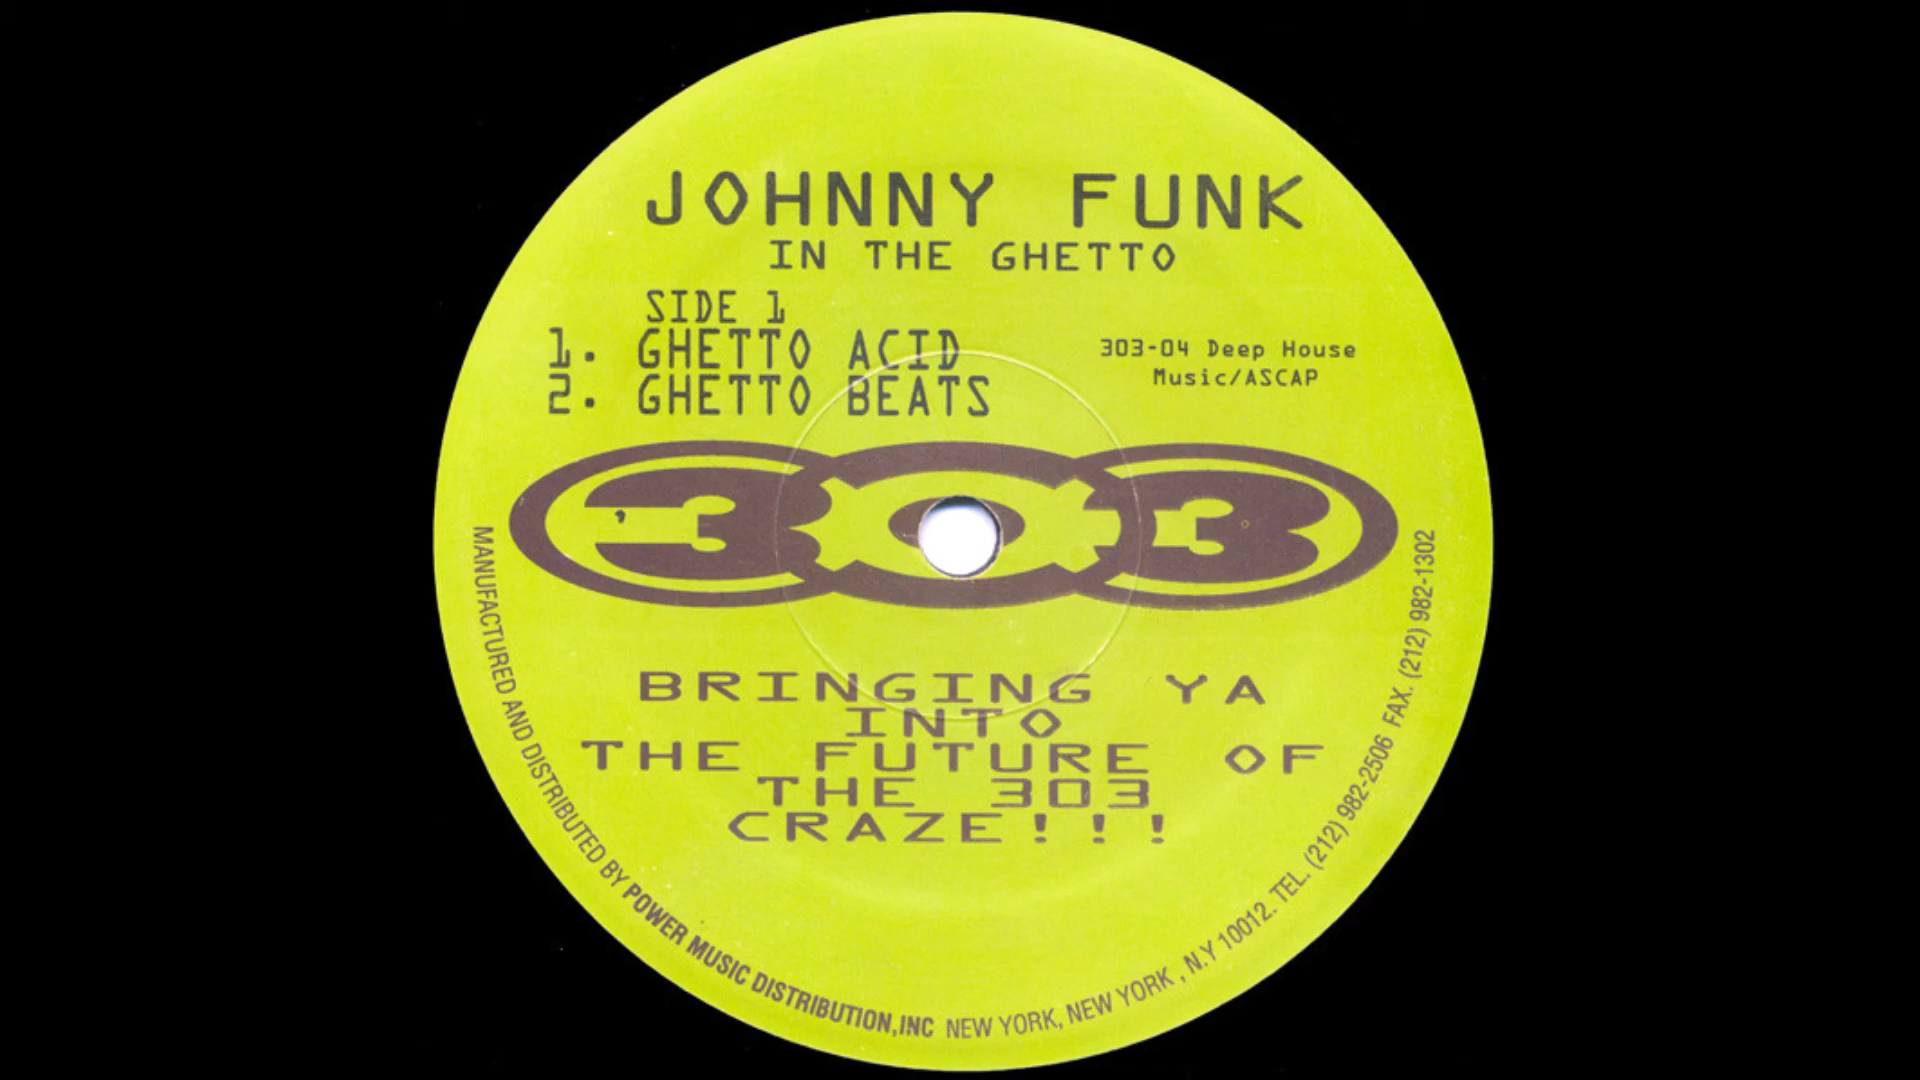 JOHNNY FUNK
IN THE GHETTO
SIDE 1
1. GHETTO ACID
2. GHETTO BEATS
303-04 Deep House
Music/ASCAP
303
BRINGING YA
INTO
THE FUTURE OF
THE 303
CRAZE!!!
MANUFACTURED AND DISTRIBUTED BY POWER MUSIC DISTRIBUTION,INC NEW YORK, NEW YORK , N.Y 10012. TEL. (212) 982-2506 FAX. (212) 982-1302